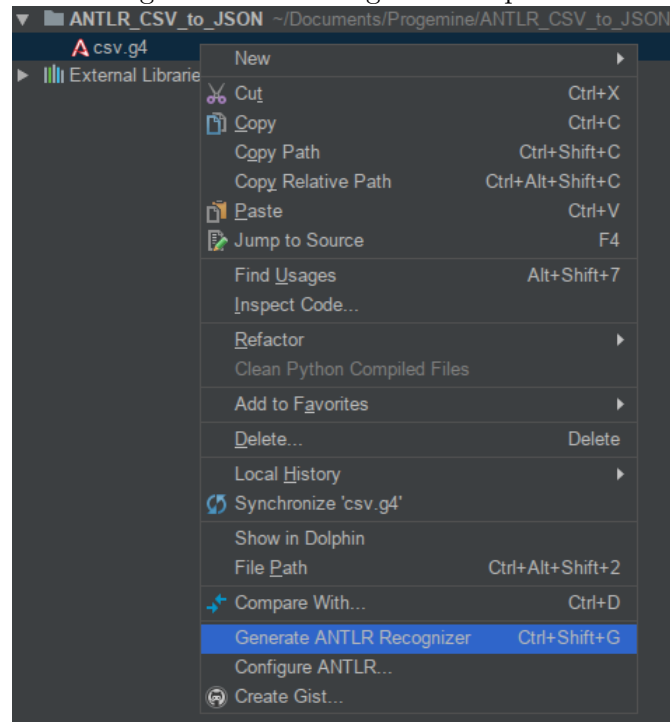 ANTLR_CSV_to_JSON ~/Documents/Progemine/ANTLR_CSV_to_JSON
csv.g4
External Librarie
New
Cut Ctrl+X
Copy Ctrl+C
Copy Path Ctrl+Shift+C
Copy Relative Path Ctrl+Alt+Shift+C
Paste Ctrl+V
Jump to Source F4
Find Usages Alt+Shift+7
Inspect Code...
Refactor
Clean Python Compiled Files
Add to Favorites
Delete... Delete
Local History
Synchronize 'csv.g4'
Show in Dolphin
File Path Ctrl+Alt+Shift+2
Compare With... Ctrl+D
Generate ANTLR Recognizer Ctrl+Shift+G
Configure ANTLR...
Create Gist...